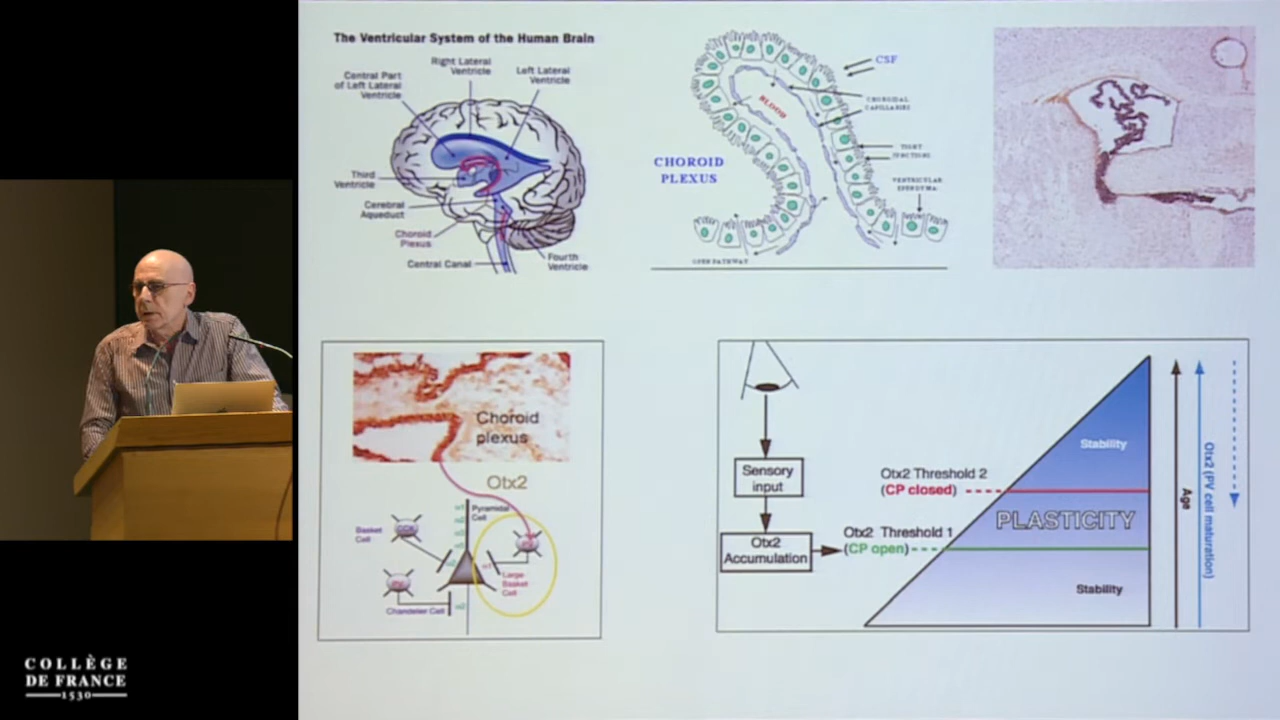 The Ventricular System of the Human Brain
Right Lateral
Ventricle
Left Lateral
Ventricle
Central Part
of Left Lateral
Ventricle
Third
Ventricle
Cerebral
Aqueduct
Choroid
Plexus
Central Canal
Fourth
Ventricle
CHOROID
PLEXUS
BLOOD
CSF
CHOROIDAL
CAPILLARIES
TIGHT
JUNCTIONS
VENTRICULAR
EPENDYMA
OPEN PATHWAY
Choroid
plexus
Otx2
Pyramidal
Cell
Basket
Cell
Large
Basket
Cell
Chandelier Cell
Sensory
input
Otx2
Accumulation
Otx2 Threshold 2
(CP closed)
Otx2 Threshold 1
(CP open)
Stability
PLASTICITY
Stability
Age
Otx2 (PV cell maturation)
COLLÈGE
DE FRANCE
1530